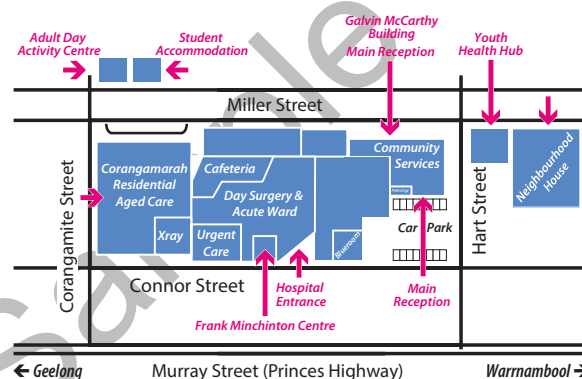 Adult Day
Activity Centre
Student
Accommodation
Galvin McCarthy
Building
Main Reception
Youth
Health Hub
Miller Street
Corangamite Street
Corangamarah
Residential
Aged Care
Xray
Cafeteria
Day Surgery &
Acute Ward
Urgent
Care
Community
Services
Pathology
Blueroom
Car Park
Hart Street
Neighbourhood
House
Connor Street
Hospital
Entrance
Frank Minchinton Centre
Main
Reception
Geelong
Murray Street (Princes Highway)
Warrnambool
Sample